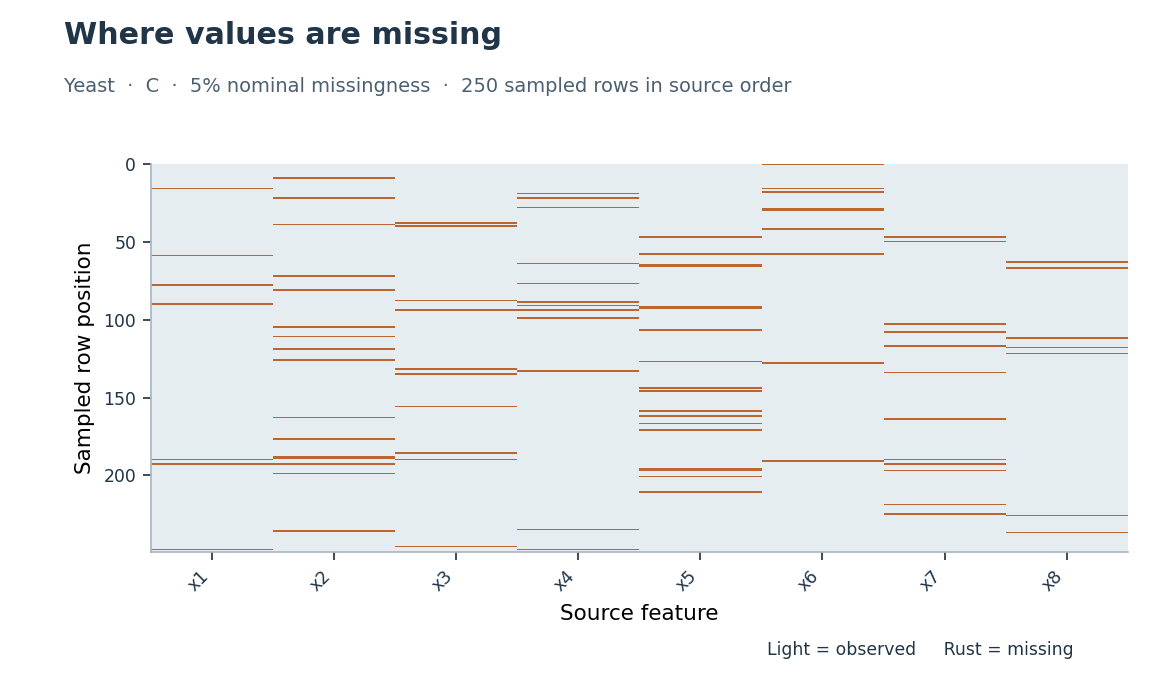 Where values are missing
Yeast · C · 5% nominal missingness · 250 sampled rows in source order
0
50
100
150
200
Sampled row position
x1 x2 x3 x4 x5 x6 x7 x8
Source feature
Light = observed Rust = missing